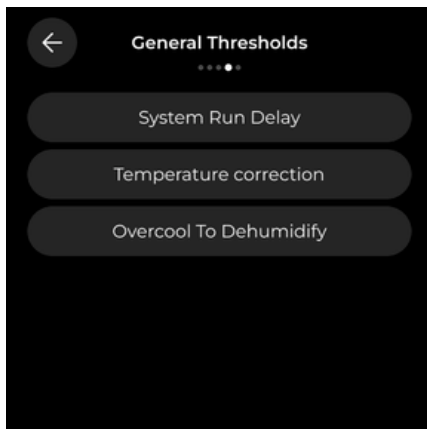 General Thresholds
System Run Delay
Temperature correction
Overcool To Dehumidify